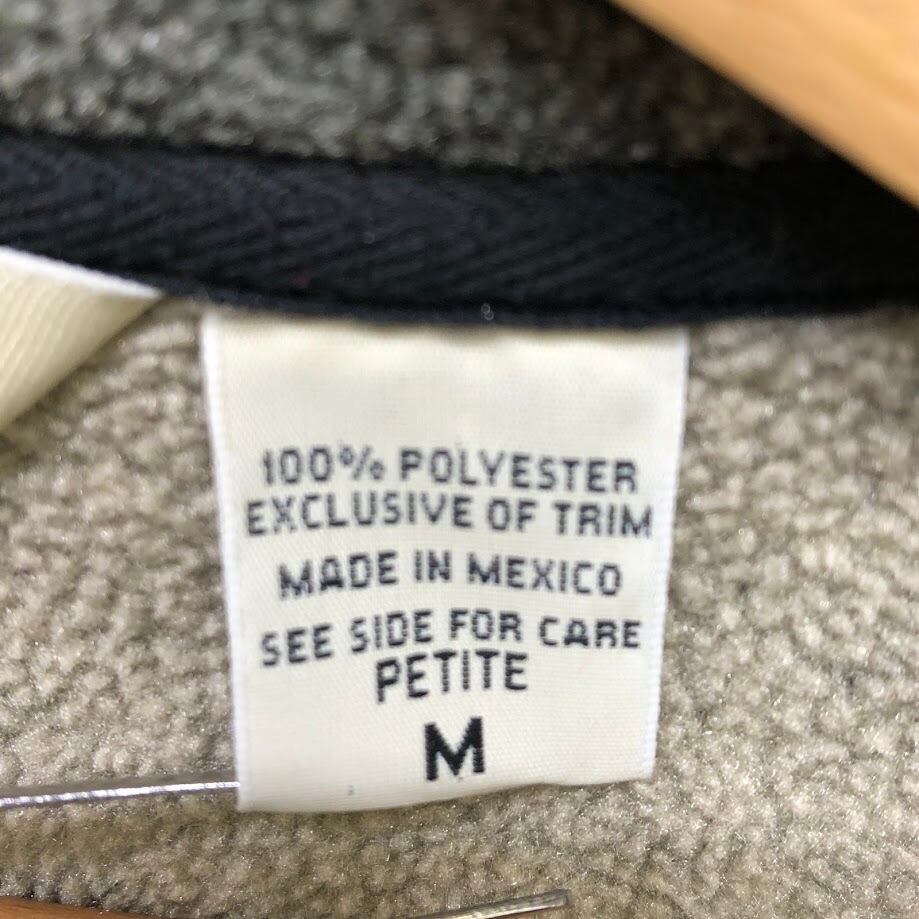 100% POLYESTER
EXCLUSIVE OF TRIM
MADE IN MEXICO
SEE SIDE FOR CARE
PETITE
M